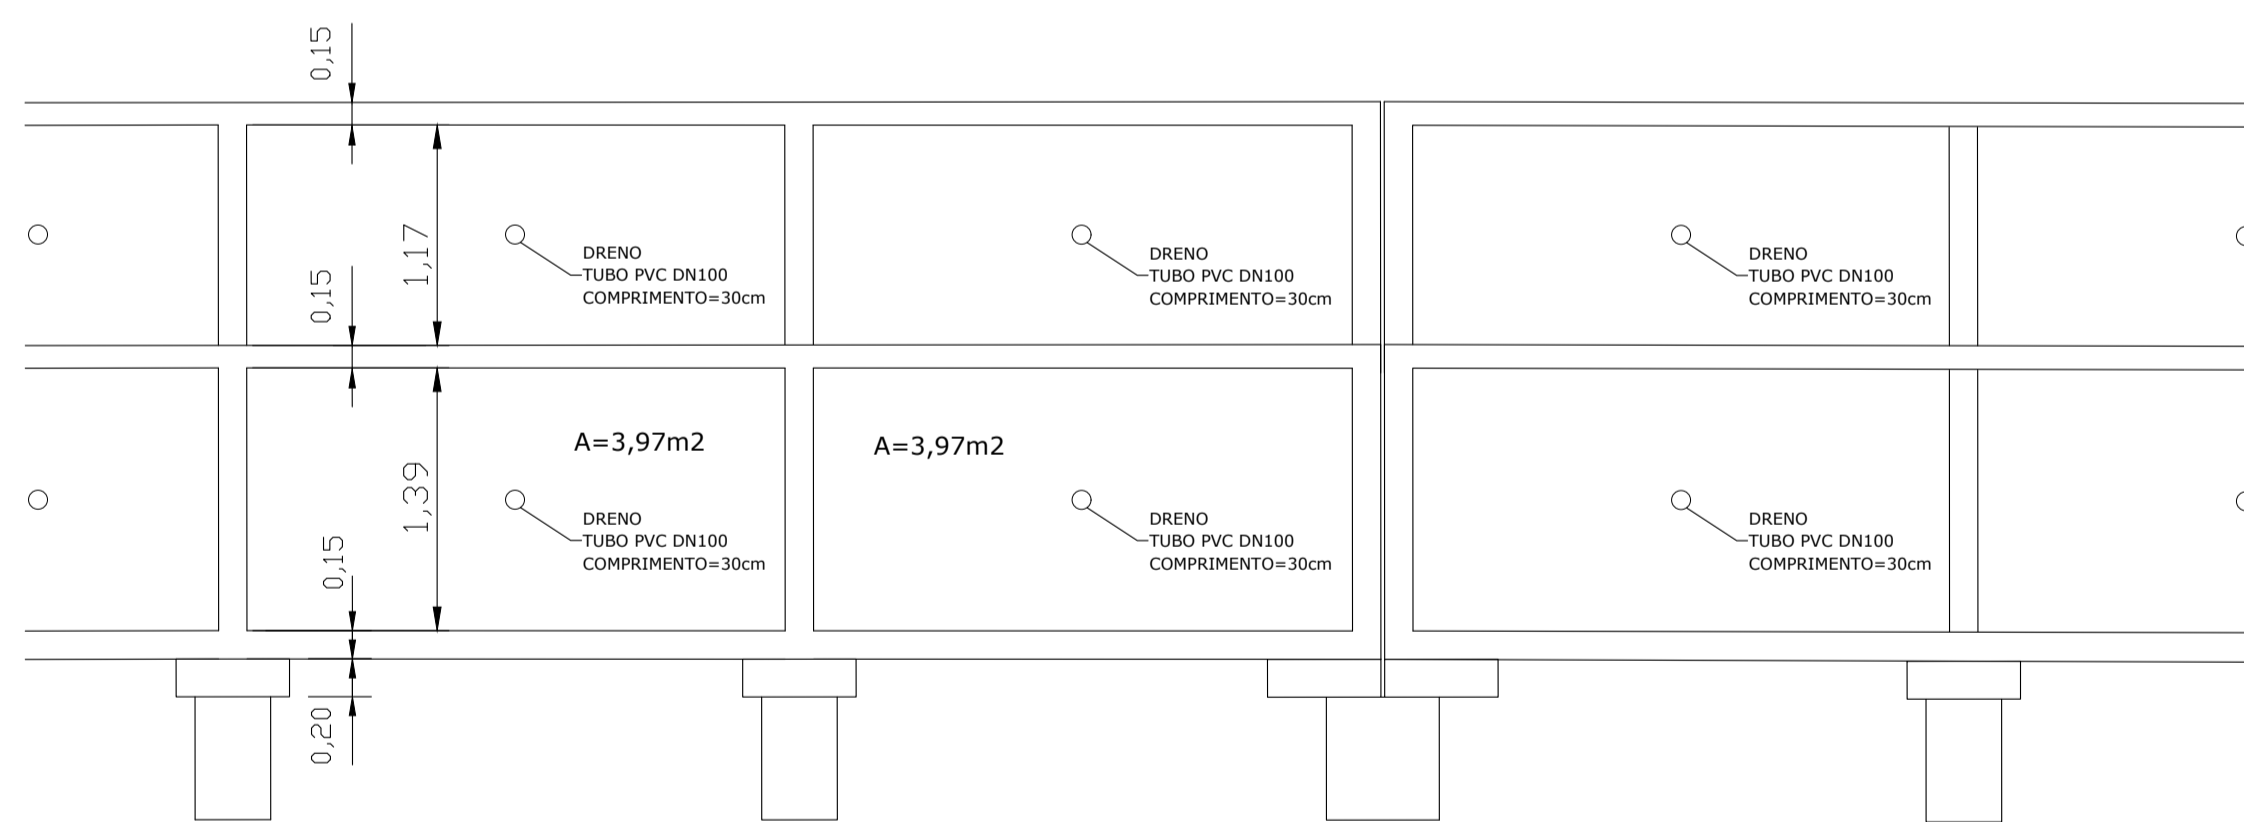 0,15
1,17
DRENO
TUBO PVC DN100
COMPRIMENTO=30cm
DRENO
TUBO PVC DN100
COMPRIMENTO=30cm
DRENO
TUBO PVC DN100
COMPRIMENTO=30cm
0,15
A=3,97m2
A=3,97m2
1,39
DRENO
TUBO PVC DN100
COMPRIMENTO=30cm
DRENO
TUBO PVC DN100
COMPRIMENTO=30cm
DRENO
TUBO PVC DN100
COMPRIMENTO=30cm
0,15
0,20